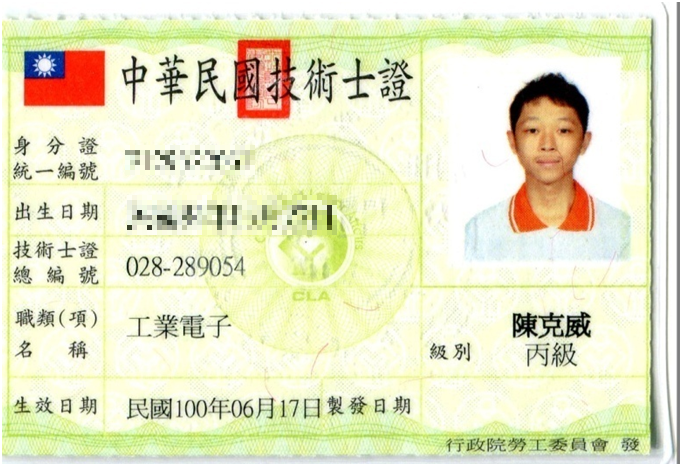 中華民國技術士證
身分證
統一編號
出生日期
技術士證
總編號 028-289054
職類(項)
名稱 工業電子
陳克威
級別 丙級
生效日期 民國100年06月17日製發日期
CLA
行政院勞工委員會 發